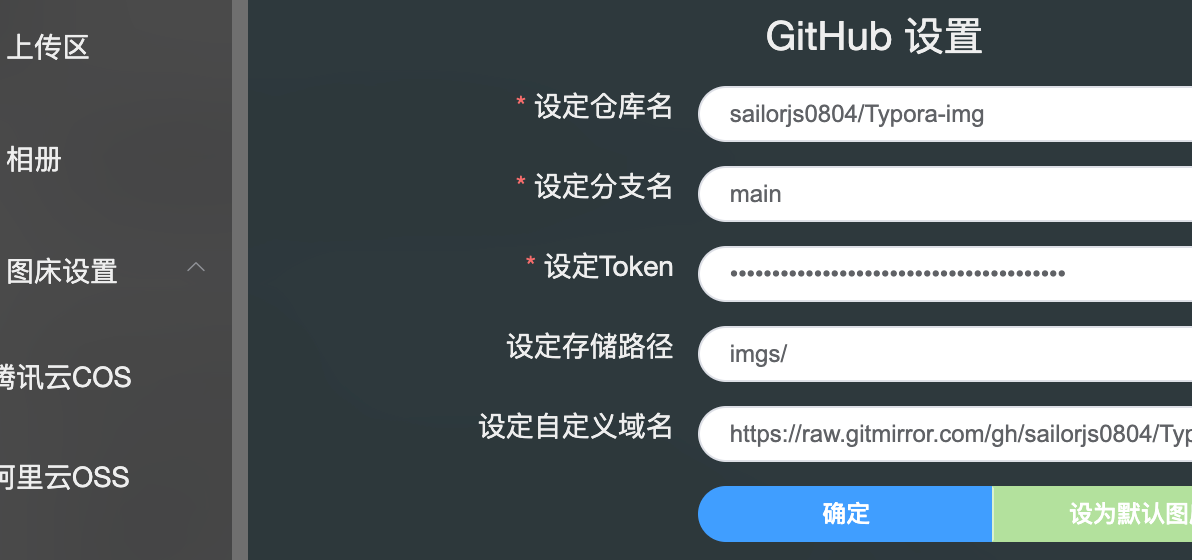 上传区
相册
图床设置
腾讯云COS
阿里云OSS
GitHub 设置
* 设定仓库名
sailorjs0804/Typora-img
* 设定分支名
main
* 设定Token
••••••••••••••••••••••••••••••••••••••••
设定存储路径
imgs/
设定自定义域名
https://raw.gitmirror.com/gh/sailorjs0804/Typ
确定
设为默认图